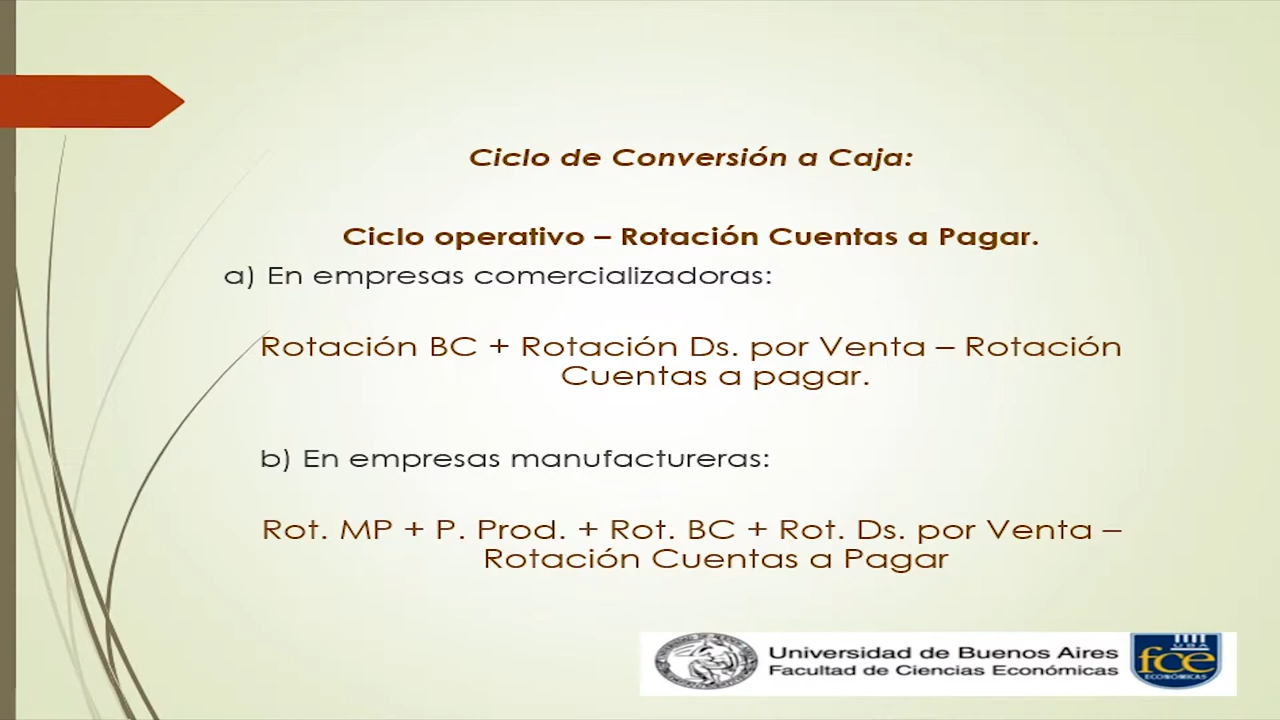 Ciclo de Conversión a Caja:
Ciclo operativo – Rotación Cuentas a Pagar.
a) En empresas comercializadoras:
Rotación BC + Rotación Ds. por Venta – Rotación
Cuentas a pagar.
b) En empresas manufactureras:
Rot. MP + P. Prod. + Rot. BC + Rot. Ds. por Venta –
Rotación Cuentas a Pagar
Universidad de Buenos Aires
Facultad de Ciencias Económicas
UBA
fce
ECONÓMICAS